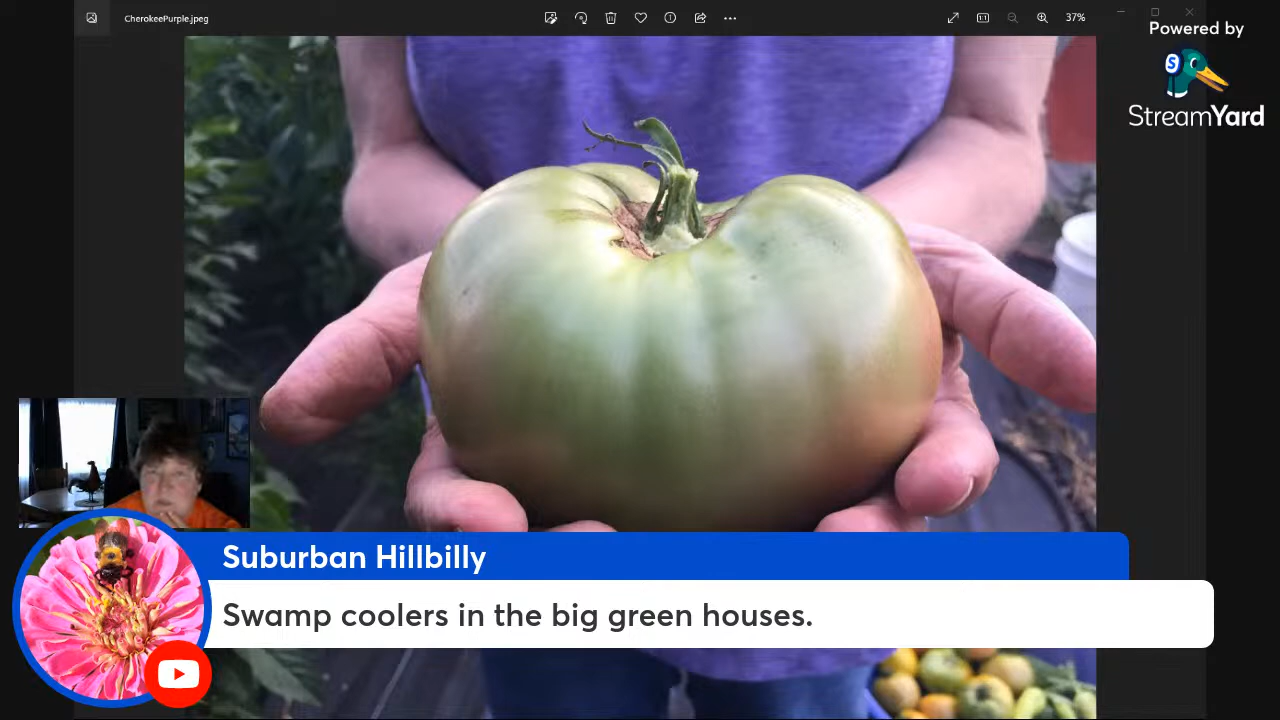 CherokeePurple.jpeg
37%
Powered by
S
StreamYard
Suburban Hillbilly
Swamp coolers in the big green houses.